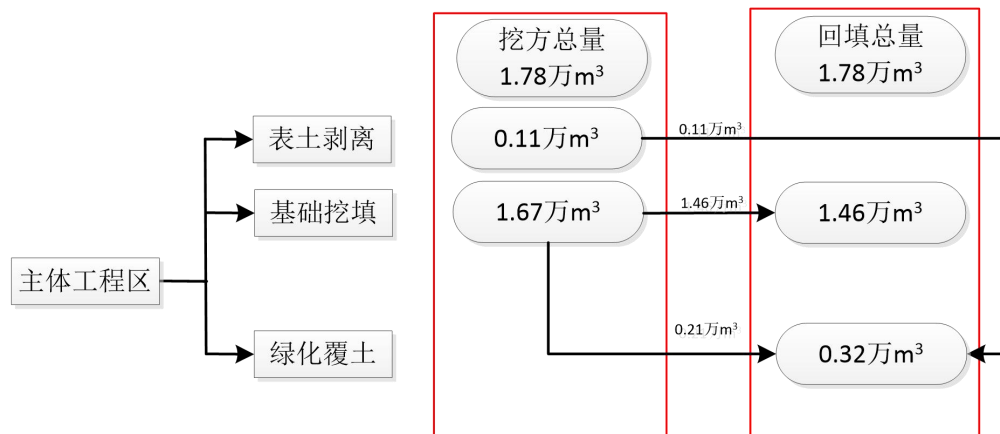 挖方总量
1.78万m³
回填总量
1.78万m³
表土剥离
0.11万m³
0.11万m³
基础挖填
1.67万m³
1.46万m³
1.46万m³
主体工程区
绿化覆土
0.21万m³
0.32万m³